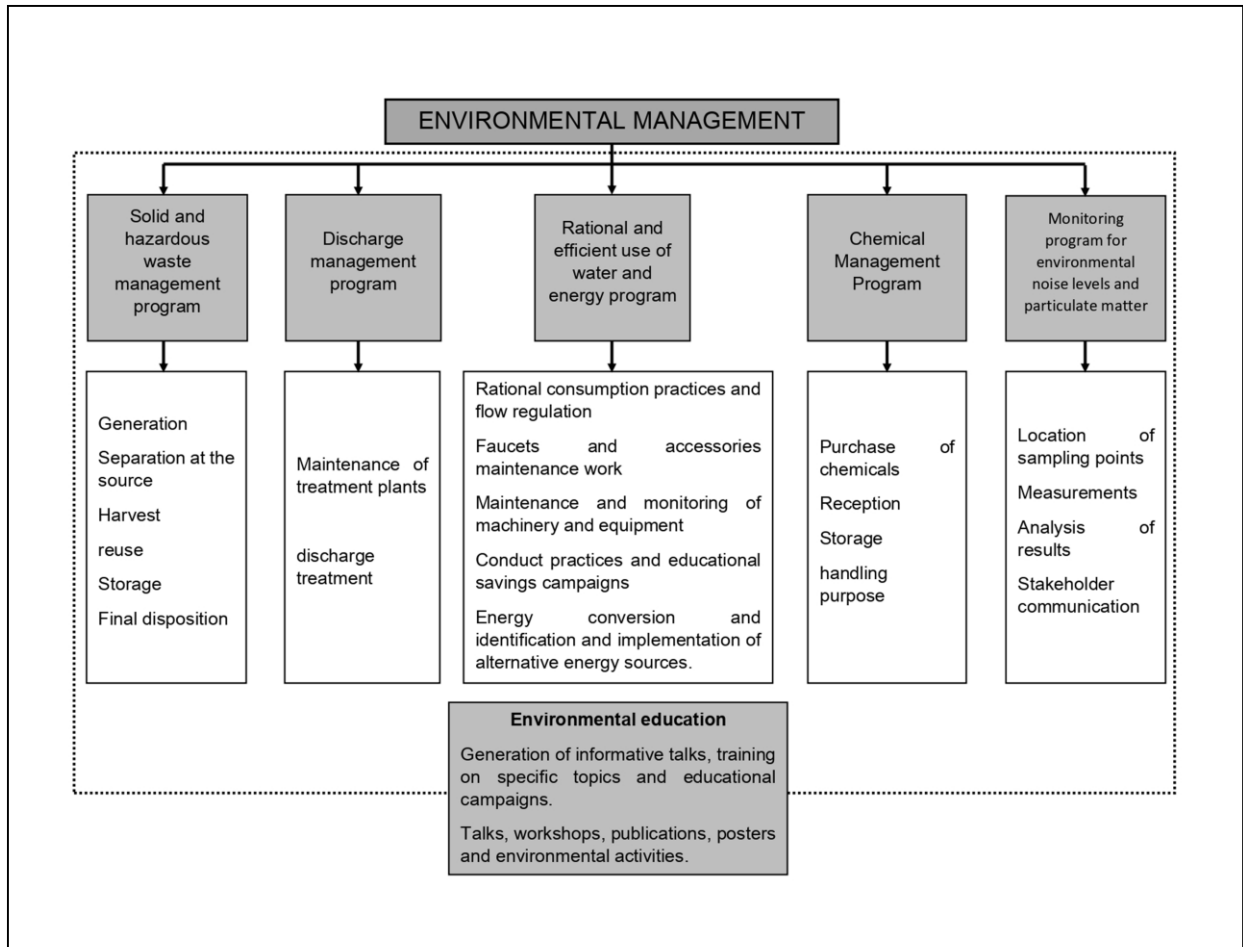 ENVIRONMENTAL MANAGEMENT
Solid and
hazardous
waste
management
program
Discharge
management
program
Rational and
efficient use of
water and
energy program
Chemical
Management
Program
Monitoring
program for
environmental
noise levels and
particulate matter
Generation
Separation at the
source
Harvest
reuse
Storage
Final disposition
Maintenance of
treatment plants
discharge
treatment
Rational consumption practices and
flow regulation
Faucets and accessories
maintenance work
Maintenance and monitoring of
machinery and equipment
Conduct practices and educational
savings campaigns
Energy conversion and
identification and implementation of
alternative energy sources.
Purchase of
chemicals
Reception
Storage
handling
purpose
Location of
sampling points
Measurements
Analysis of
results
Stakeholder
communication
Environmental education
Generation of informative talks, training
on specific topics and educational
campaigns.
Talks, workshops, publications, posters
and environmental activities.